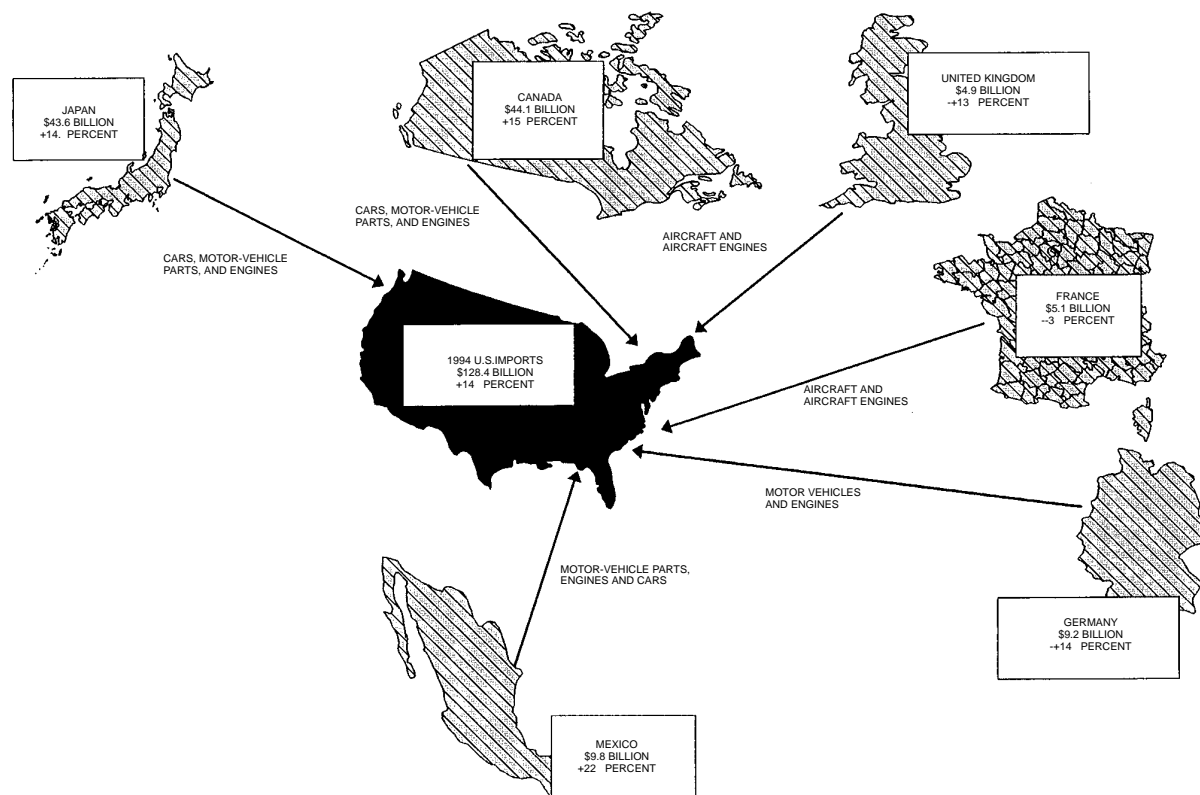 JAPAN
$43.6 BILLION
+14. PERCENT
CANADA
$44.1 BILLION
+15 PERCENT
UNITED KINGDOM
$4.9 BILLION
-+13 PERCENT
CARS, MOTOR-VEHICLE
PARTS, AND ENGINES
CARS, MOTOR-VEHICLE
PARTS, AND ENGINES
AIRCRAFT AND
AIRCRAFT ENGINES
FRANCE
$5.1 BILLION
--3 PERCENT
1994 U.S.IMPORTS
$128.4 BILLION
+14 PERCENT
AIRCRAFT AND
AIRCRAFT ENGINES
MOTOR VEHICLES
AND ENGINES
MOTOR-VEHICLE PARTS,
ENGINES AND CARS
GERMANY
$9.2 BILLION
-+14 PERCENT
MEXICO
$9.8 BILLION
+22 PERCENT